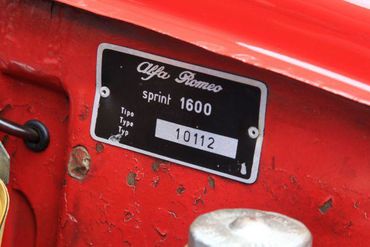 Alfa Romeo
sprint 1600
Tipo
Type
Typ
10112